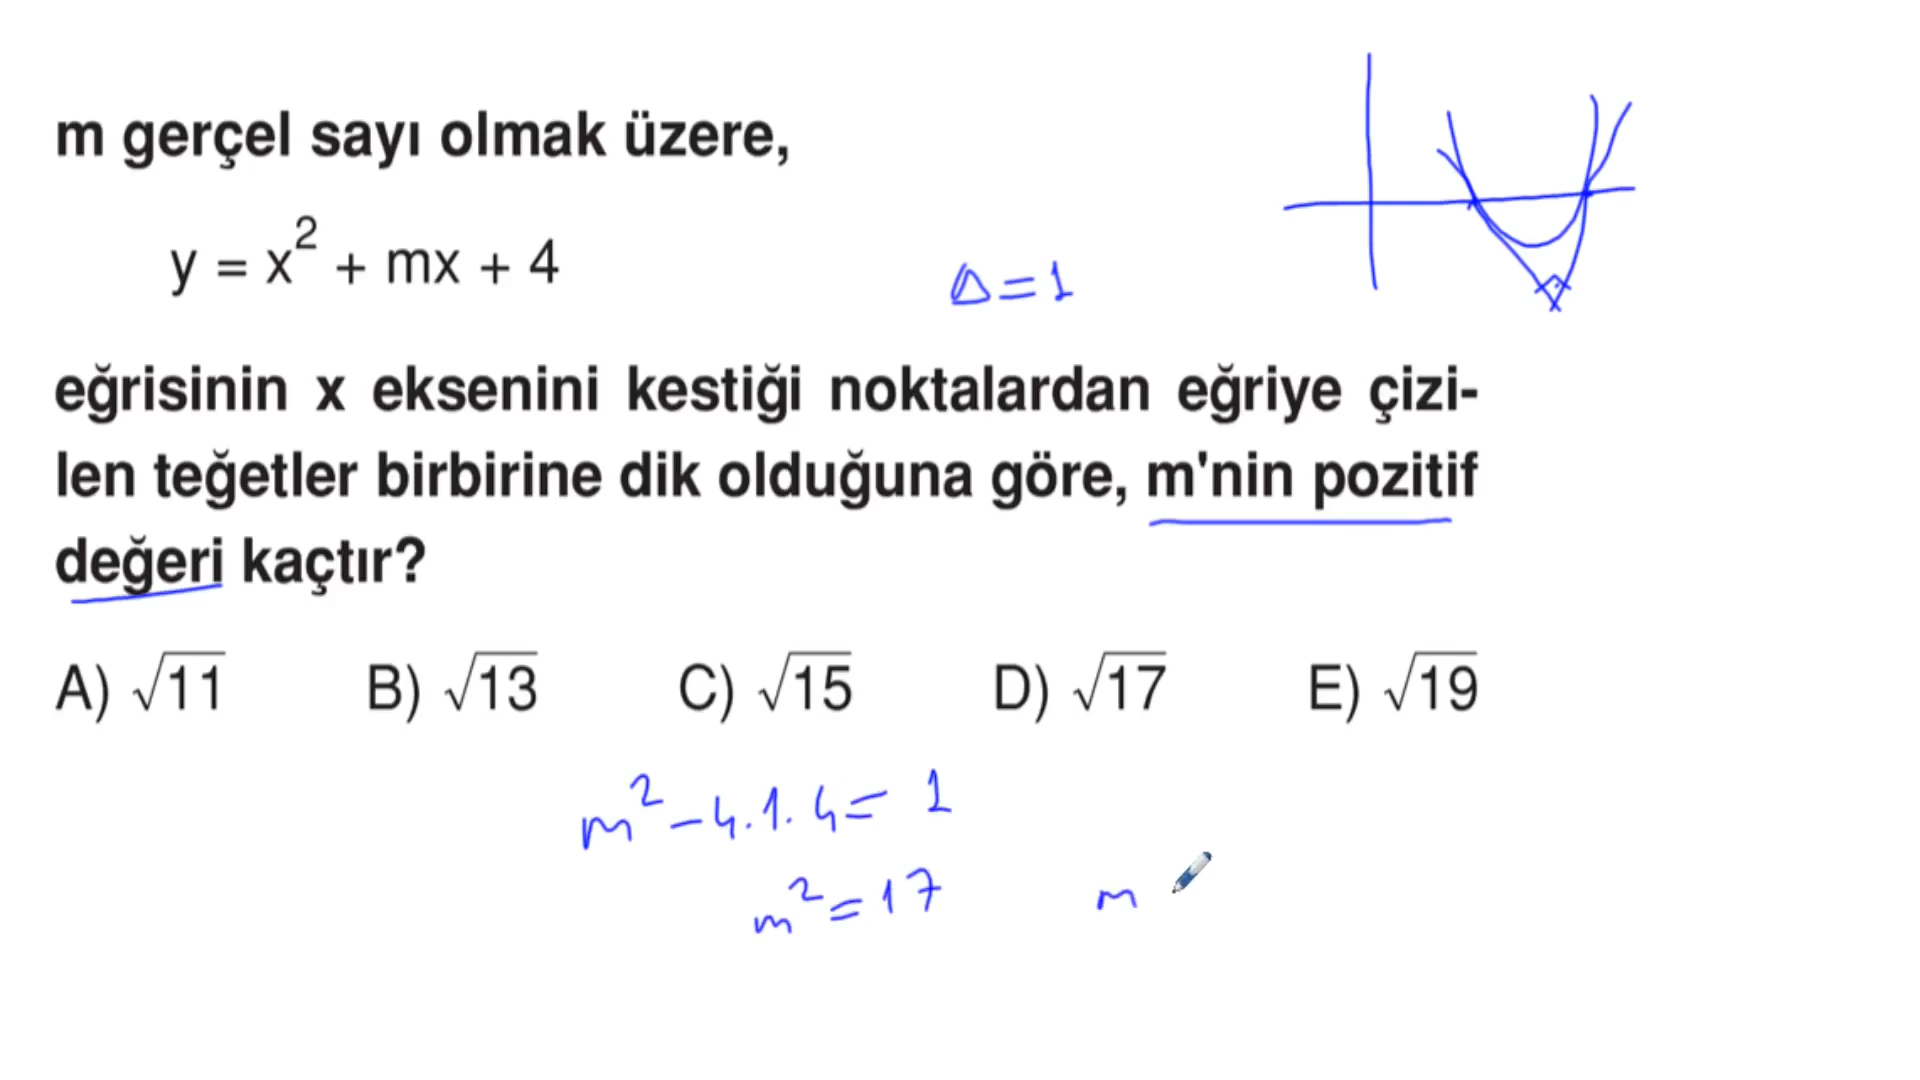 m gerçel sayı olmak üzere,
y = x² + mx + 4
Δ = 1
eğrisinin x eksenini kestiği noktalardan eğriye çizi-
len teğetler birbirine dik olduğuna göre, m'nin pozitif
değeri kaçtır?
A) √11 B) √13 C) √15 D) √17 E) √19
m² - 4.1.4 = 1
m² = 17 m